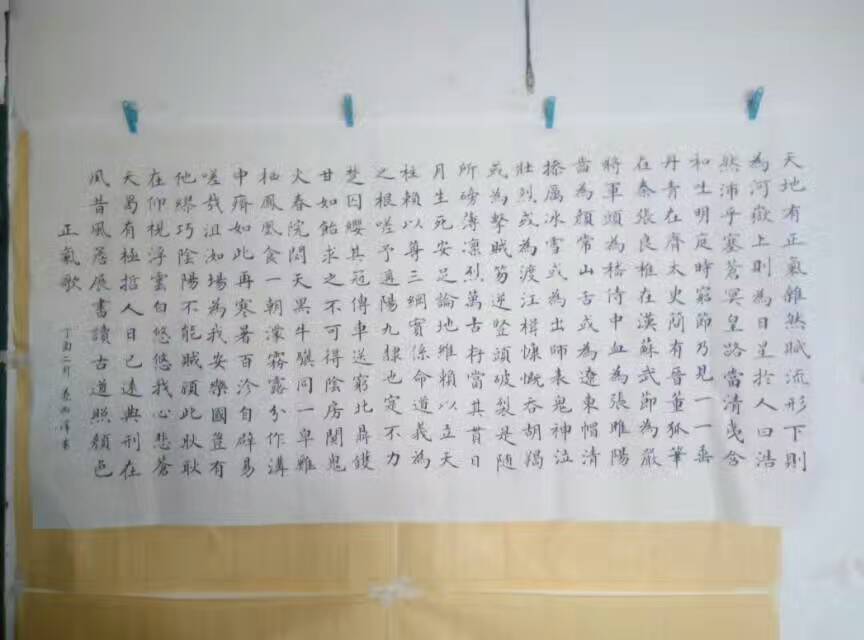 天地有正氣雜然賦流形下則
為河嶽上則為日星於人曰浩
然沛乎塞蒼冥皇路當清夷含
和吐明庭時窮節乃見一一垂
丹青在齊太史簡有晉董狐筆
在秦張良椎在漢蘇武節為嚴
將軍頭為嵇侍中血為張睢陽
齒為顏常山舌或為遼東帽清
操厲冰雪或為出師表鬼神泣
壯烈或為渡江楫慷慨吞胡羯
或為擊賊笏逆豎頭破裂是隨
所磅薄凜烈萬古存當其貫日
月生死安足論地維賴以立天
柱賴以尊三綱實係命道義為
之根嗟予遘陽九隸也定不力
楚囚纓其冠傳車送窮北鼎鑊
甘如飴求之不可得陰房闃鬼
火春院閟天黑牛驥同一皁雞
栖鳳凰食一朝濛霧露分作溝
中瘠如此再寒暑百沴自辟易
嗟哉沮洳場為我安樂國豈有
他繆巧陰陽不能賊顧此耿耿
在仰視浮雲白悠悠我心悲蒼
天曷有極哲人日已遠典刑在
夙昔風簷展書讀古道照顏色
正氣歌
丁酉二月